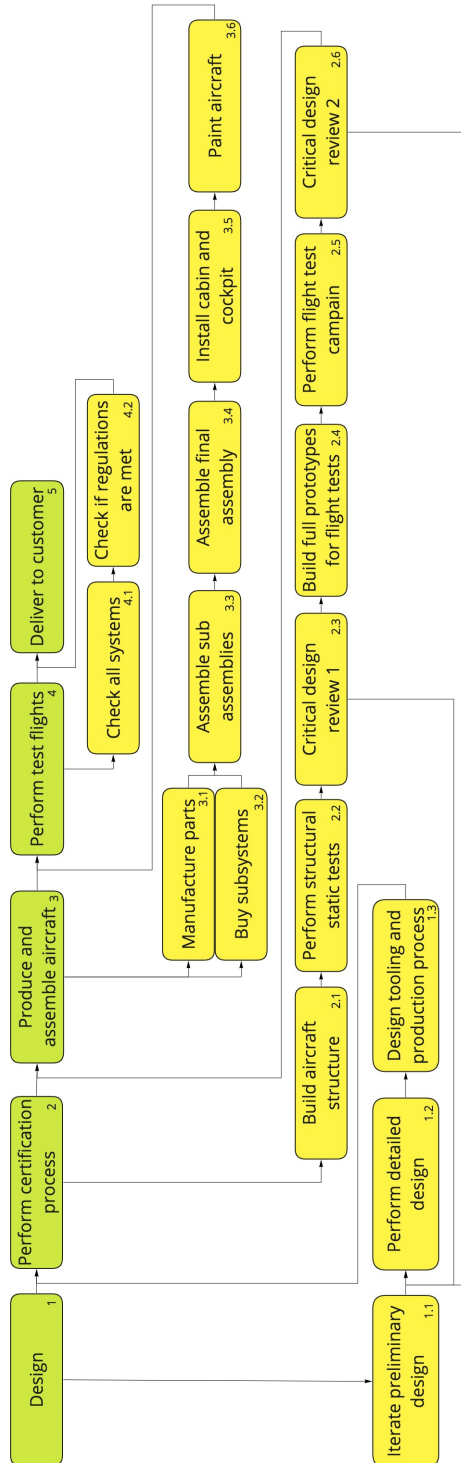 Design
1
Perform certification
process
2
Produce and
assemble aircraft
3
Perform test flights
4
Deliver to customer
5
Check all systems
4.1
Check if regulations
are met
4.2
Manufacture parts
3.1
Buy subsystems
3.2
Assemble sub
assemblies
3.3
Assemble final
assembly
3.4
Install cabin and
cockpit
3.5
Paint aircraft
3.6
Build aircraft
structure
2.1
Perform structural
static tests
2.2
Critical design
review 1
2.3
Build full prototypes
for flight tests
2.4
Perform flight test
campain
2.5
Critical design
review 2
2.6
Iterate preliminary
design
1.1
Perform detailed
design
1.2
Design tooling and
production process
1.3